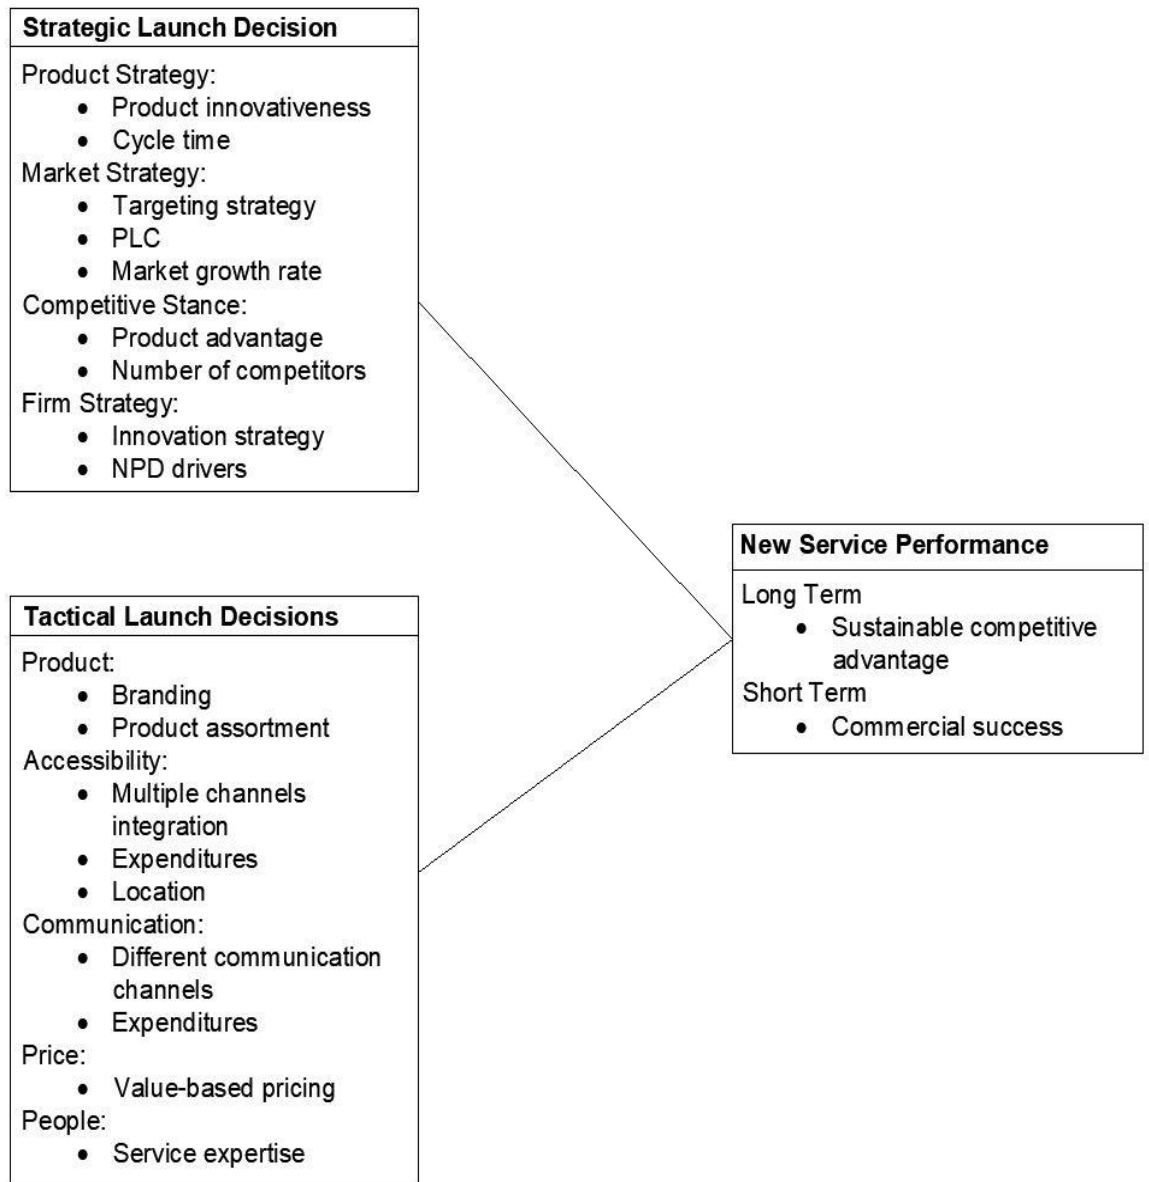 Strategic Launch Decision
Product Strategy:
• Product innovativeness
• Cycle time
Market Strategy:
• Targeting strategy
• PLC
• Market growth rate
Competitive Stance:
• Product advantage
• Number of competitors
Firm Strategy:
• Innovation strategy
• NPD drivers
Tactical Launch Decisions
Product:
• Branding
• Product assortment
Accessibility:
• Multiple channels
integration
• Expenditures
• Location
Communication:
• Different communication
channels
• Expenditures
Price:
• Value-based pricing
People:
• Service expertise
New Service Performance
Long Term
• Sustainable competitive
advantage
Short Term
• Commercial success